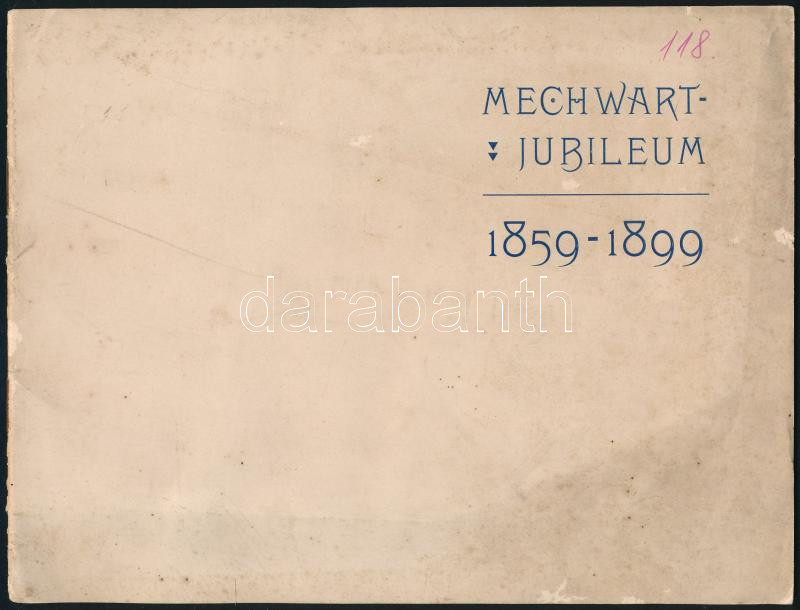 118.
MECHWART-
JUBILEUM
1859-1899
darabanth